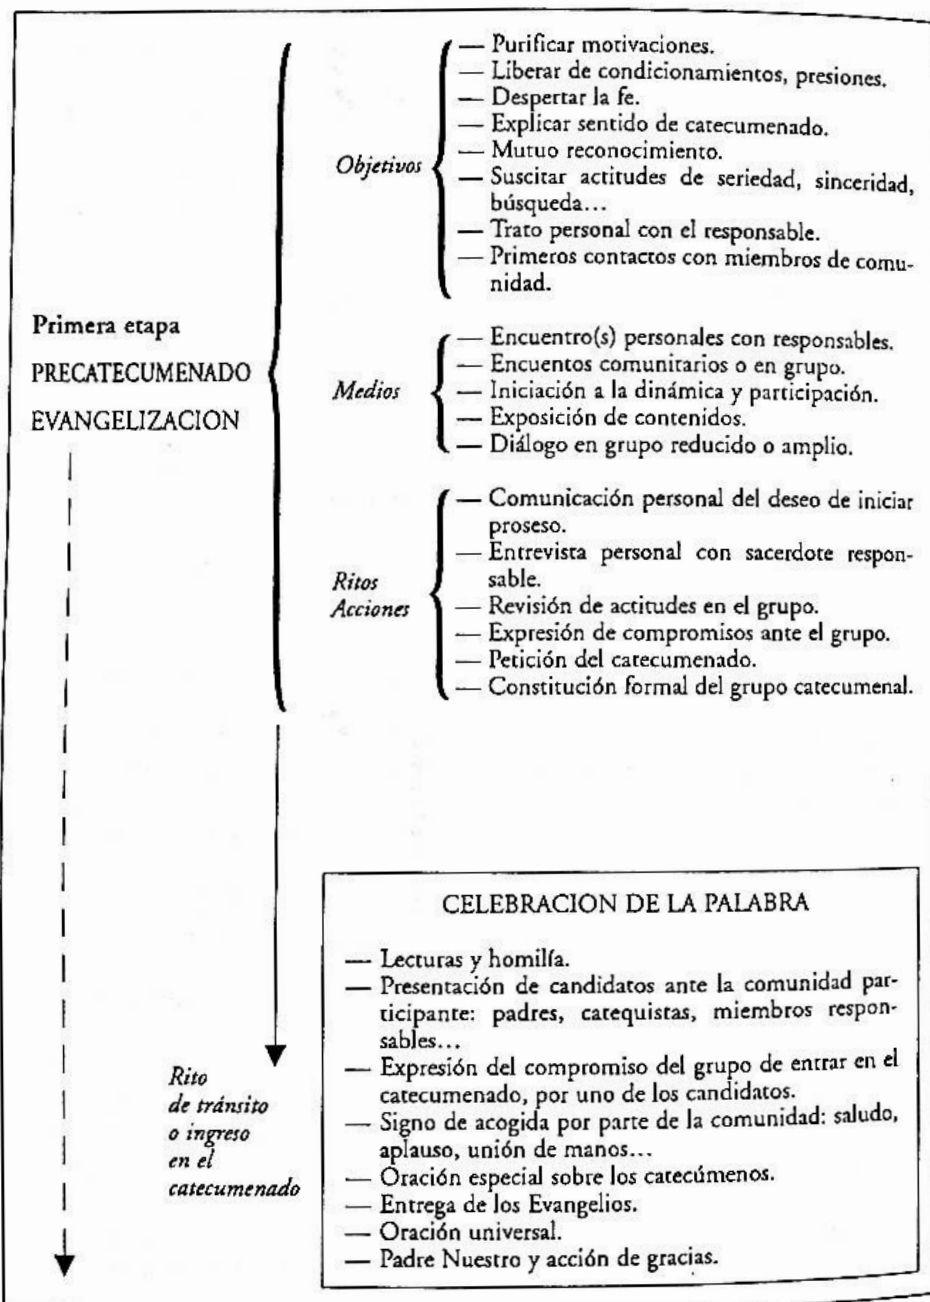 Primera etapa
PRECATECUMENADO
EVANGELIZACION
Objetivos
— Purificar motivaciones.
— Liberar de condicionamientos, presiones.
— Despertar la fe.
— Explicar sentido de catecumenado.
— Mutuo reconocimiento.
— Suscitar actitudes de seriedad, sinceridad,
búsqueda...
— Trato personal con el responsable.
— Primeros contactos con miembros de comu-
nidad.
Medios
— Encuentro(s) personales con responsables.
— Encuentos comunitarios o en grupo.
— Iniciación a la dinámica y participación.
— Exposición de contenidos.
— Diálogo en grupo reducido o amplio.
Ritos
Acciones
— Comunicación personal del deseo de iniciar
proseso.
— Entrevista personal con sacerdote respon-
sable.
— Revisión de actitudes en el grupo.
— Expresión de compromisos ante el grupo.
— Petición del catecumenado.
— Constitución formal del grupo catecumenal.
Rito
de tránsito
o ingreso
en el
catecumenado
CELEBRACION DE LA PALABRA
— Lecturas y homilía.
— Presentación de candidatos ante la comunidad par-
ticipante: padres, catequistas, miembros respon-
sables...
— Expresión del compromiso del grupo de entrar en el
catecumenado, por uno de los candidatos.
— Signo de acogida por parte de la comunidad: saludo,
aplauso, unión de manos...
— Oración especial sobre los catecúmenos.
— Entrega de los Evangelios.
— Oración universal.
— Padre Nuestro y acción de gracias.